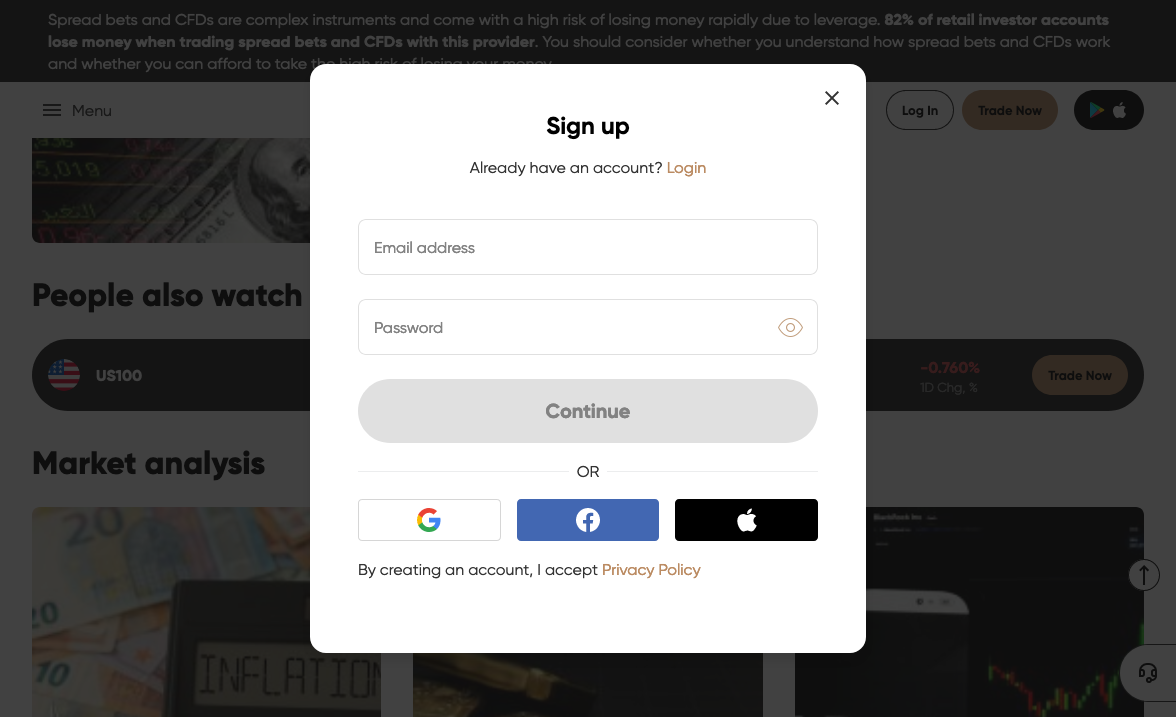 Spread bets and CFDs are complex instruments and come with a high risk of losing money rapidly due to leverage. 82% of retail investor accounts
lose money when trading spread bets and CFDs with this provider. You should consider whether you understand how spread bets and CFDs work
and whether you can afford to take the high risk of losing your money.
Menu
Log In
Trade Now
Sign up
Already have an account? Login
5,019
Email address
People also watch
Password
US100
-0.760%
1D Chg, %
Trade Now
Continue
Market analysis
OR
By creating an account, I accept Privacy Policy
20
20
10
INFLATION